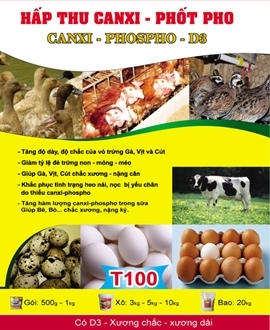 HẤP THU CANXI - PHỐT PHO
CANXI - PHOSPHO - D3
- Tăng độ dày, độ chắc của vỏ trứng Gà, Vịt và Cút
- Giảm tỷ lệ đẻ trứng non - mỏng - méo
- Giúp Gà, Vịt, Cút chắc xương - nặng cân
- Khắc phục tình trạng heo nái, nọc bị yếu chân
do thiếu canxi-phospho
- Tăng hàm lượng canxi-phospho trong sữa
Giúp Bê, Bò... chắc xương, nặng ký.
T100
Gói: 500g - 1kg
Xô: 3kg - 5kg - 10kg
Bao: 20kg
Có D3 - Xương chắc - xương dài